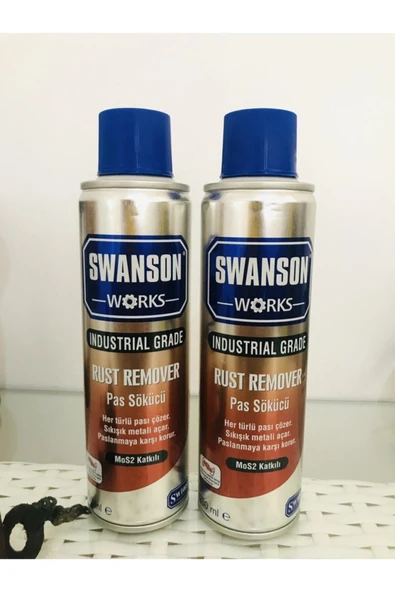 SWANSON
WORKS
INDUSTRIAL GRADE
RUST REMOVER
Pas Sökücü
Her türlü pası çözer,
Sıkışık metali açar,
Paslanmaya karşı korur.
MoS2 Katkılı
ml e
SWANSON
WORKS
INDUSTRIAL GRADE
RUST REMOVER
Pas Sökücü
Her türlü pası çözer,
Sıkışık metali açar,
Paslanmaya karşı korur.
MoS2 Katkılı
ml e